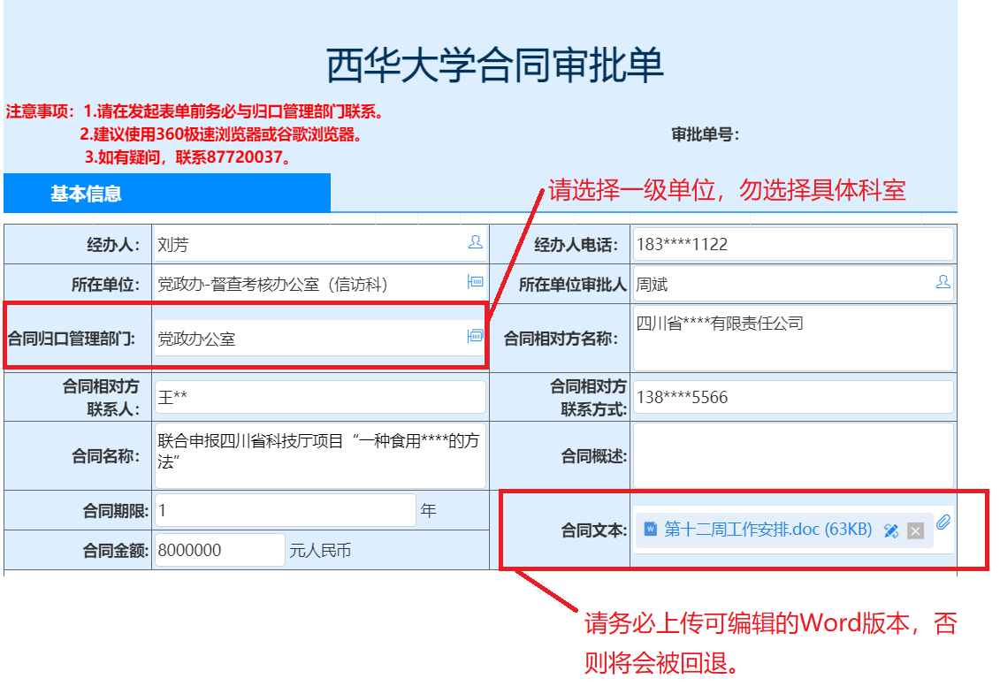 西华大学合同审批单
注意事项：1.请在发起表单前务必与归口管理部门联系。
2.建议使用360极速浏览器或谷歌浏览器。
审批单号：
3.如有疑问，联系87720037。
基本信息
请选择一级单位，勿选择具体科室
经办人：
刘芳
经办人电话：
183****1122
所在单位：
党政办-督查考核办公室（信访科）
所在单位审批人
周斌
合同归口管理部门:
党政办公室
合同相对方名称：
四川省****有限责任公司
合同相对方
联系人：
王**
合同相对方
联系方式:
138****5566
合同名称：
联合申报四川省科技厅项目“一种食用****的方
法”
合同概述:
合同期限:
1
年
合同文本:
第十二周工作安排.doc (63KB)
合同金额:
8000000
元人民币
请务必上传可编辑的Word版本，否
则将会被回退。